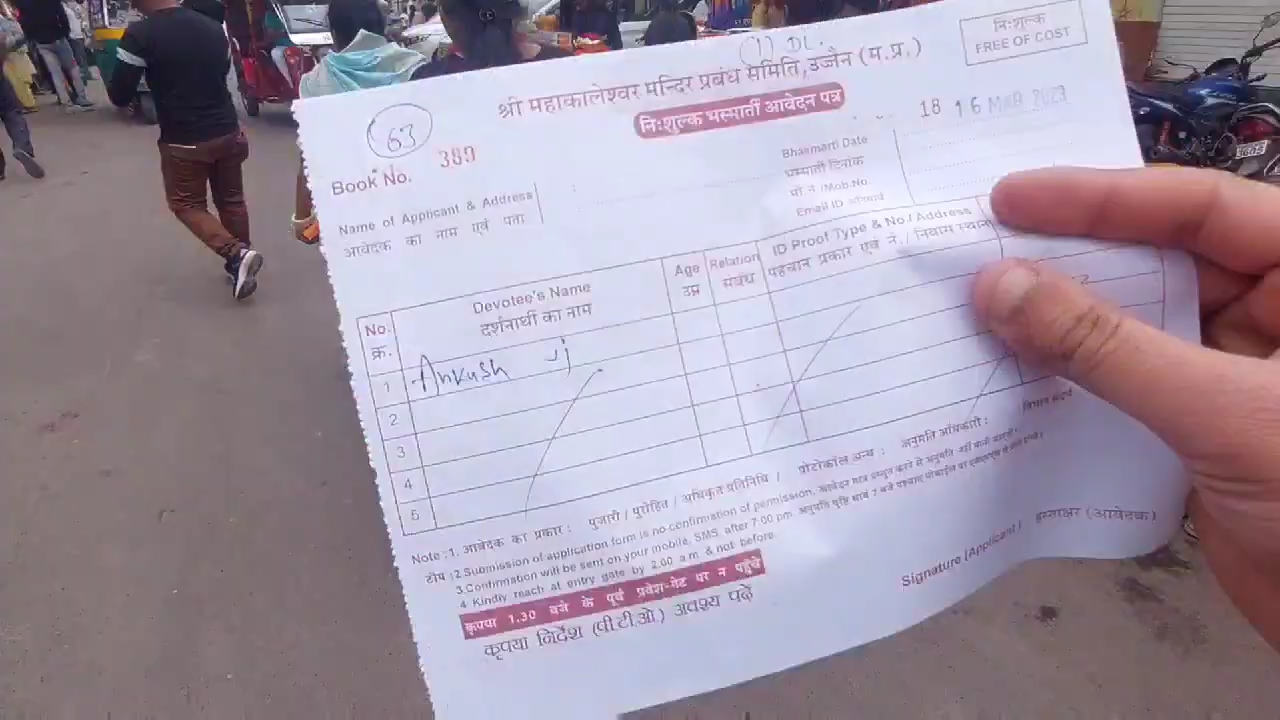 (1) DL.
नि:शुल्क
FREE OF COST
श्री महाकालेश्वर मन्दिर प्रबंध समिति, उज्जैन (म.प्र.)
नि:शुल्क भस्मार्ती आवेदन पत्र
63
18 16 MAR 2023
Book No. 389
Bhasmarti Date
भस्मार्ती दिनांक
Name of Applicant & Address
आवेदक का नाम एवं पता
मो नं /Mob.No.
Email ID
No.
क्र.
Devotee's Name
दर्शनार्थी का नाम
Age
उम्र
Relation
संबंध
ID Proof Type & No / Address
पहचान प्रकार एवं नं. / निवास स्थान
1 Ankush ji
2
3
4
5
Note :1. आवेदक का प्रकार : पुजारी / पुरोहित / अधिकृत प्रतिनिधि / प्रोटोकॉल अन्य : अनुमति अधिकारी :
टीप :2.Submission of application form is no confirmation of permission.
3.Confirmation will be sent on your mobile, SMS, after 7:00 pm.
4 Kindly reach at entry gate by 2.00 a.m. & not before
कृपया 1.30 बजे के पूर्व प्रवेश-गेट पर न पहुँचे
कृपया निर्देश (पी.टी.ओ.) अवश्य पढ़ें
Signature (Applicant) हस्ताक्षर (आवेदक)